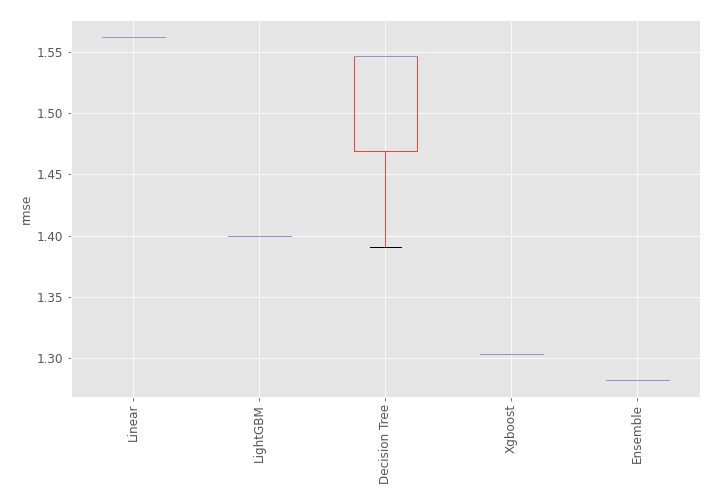 1.55
1.50
1.45
1.40
1.35
1.30
rmse
Linear
LightGBM
Decision Tree
Xgboost
Ensemble